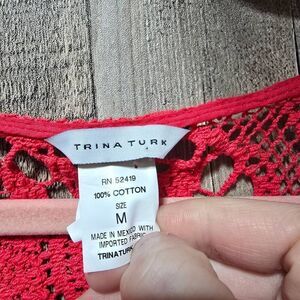 TRINA TURK
RN 52419
100% COTTON
SIZE
M
MADE IN MEXICO WITH
IMPORTED FABRIC
TRINATURK